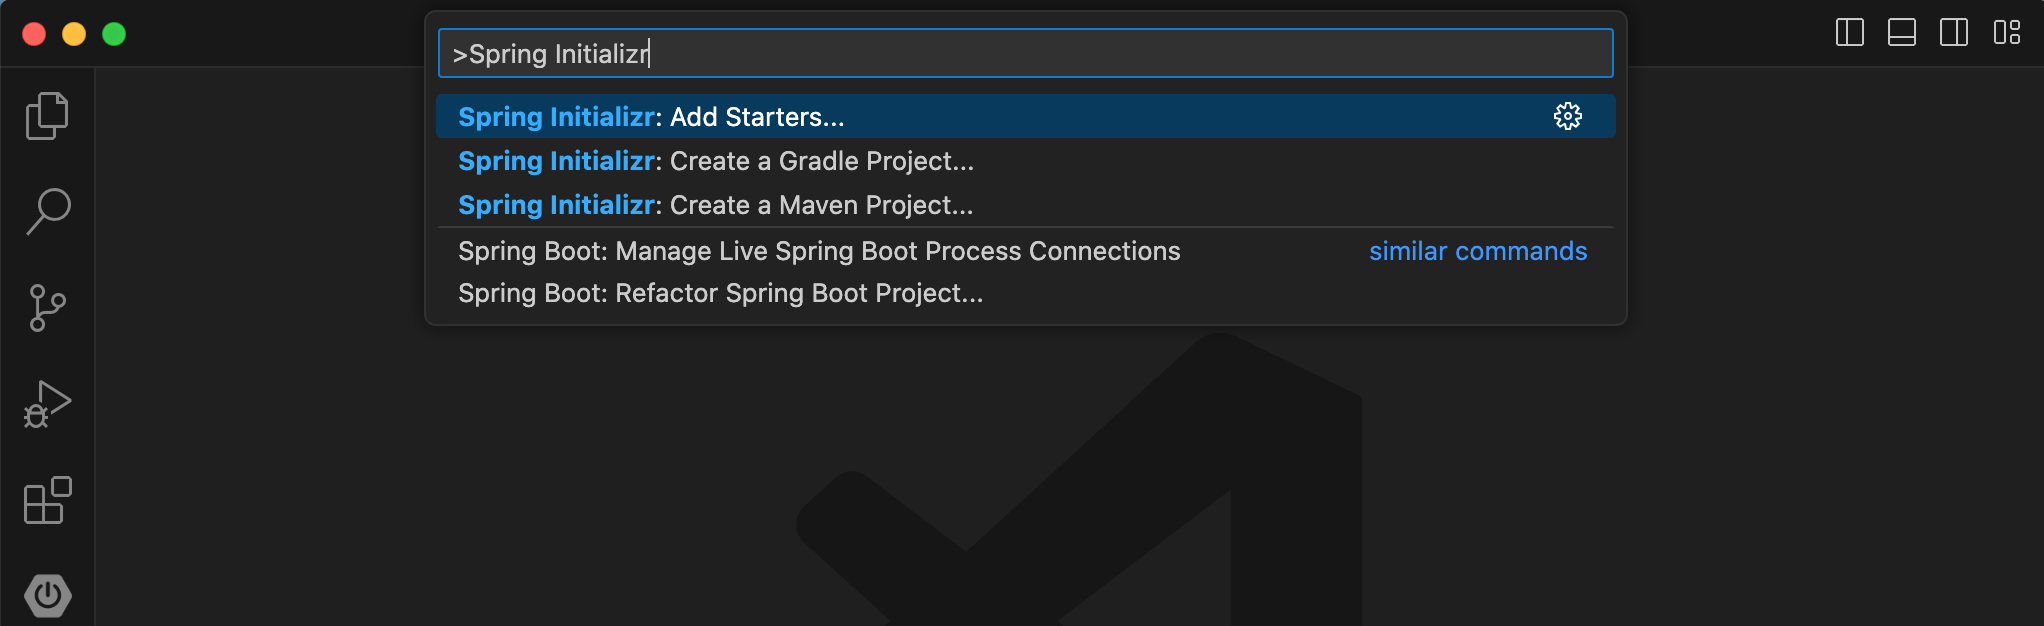 >Spring Initializr
Spring Initializr: Add Starters...
Spring Initializr: Create a Gradle Project...
Spring Initializr: Create a Maven Project...
Spring Boot: Manage Live Spring Boot Process Connections similar commands
Spring Boot: Refactor Spring Boot Project...